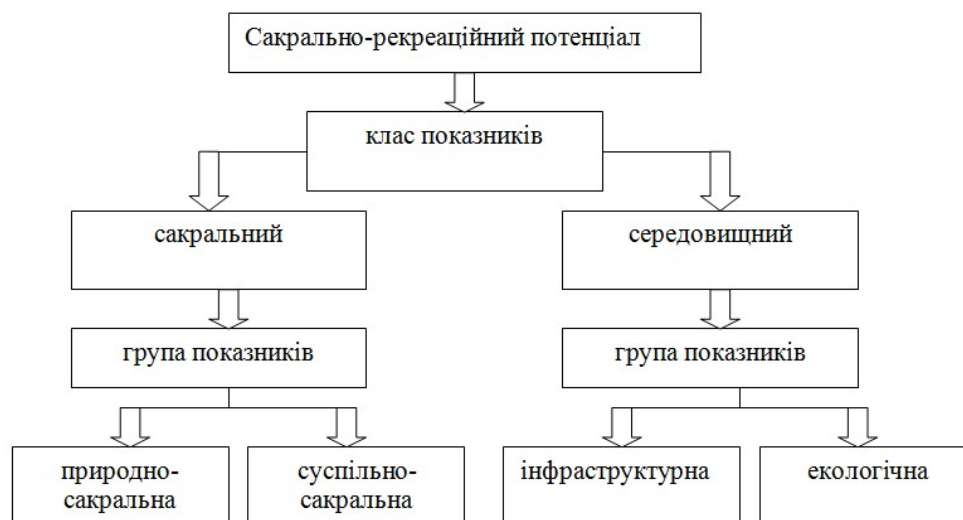 Сакрально-рекреаційний потенціал
клас показників
сакральний
середовищний
група показників
група показників
природно-
сакральна
суспільно-
сакральна
інфраструктурна
екологічна